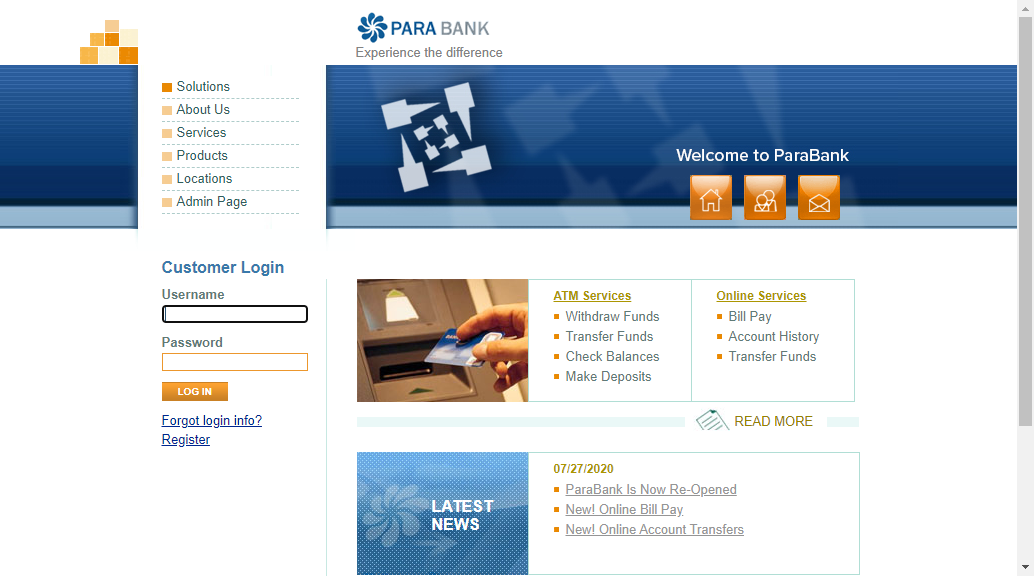 PARA BANK
Experience the difference
Solutions
About Us
Services
Products
Locations
Admin Page
Welcome to ParaBank
Customer Login
Username
Password
LOG IN
Forgot login info?
Register
ATM Services
Withdraw Funds
Transfer Funds
Check Balances
Make Deposits
Online Services
Bill Pay
Account History
Transfer Funds
READ MORE
LATEST
NEWS
07/27/2020
ParaBank Is Now Re-Opened
New! Online Bill Pay
New! Online Account Transfers